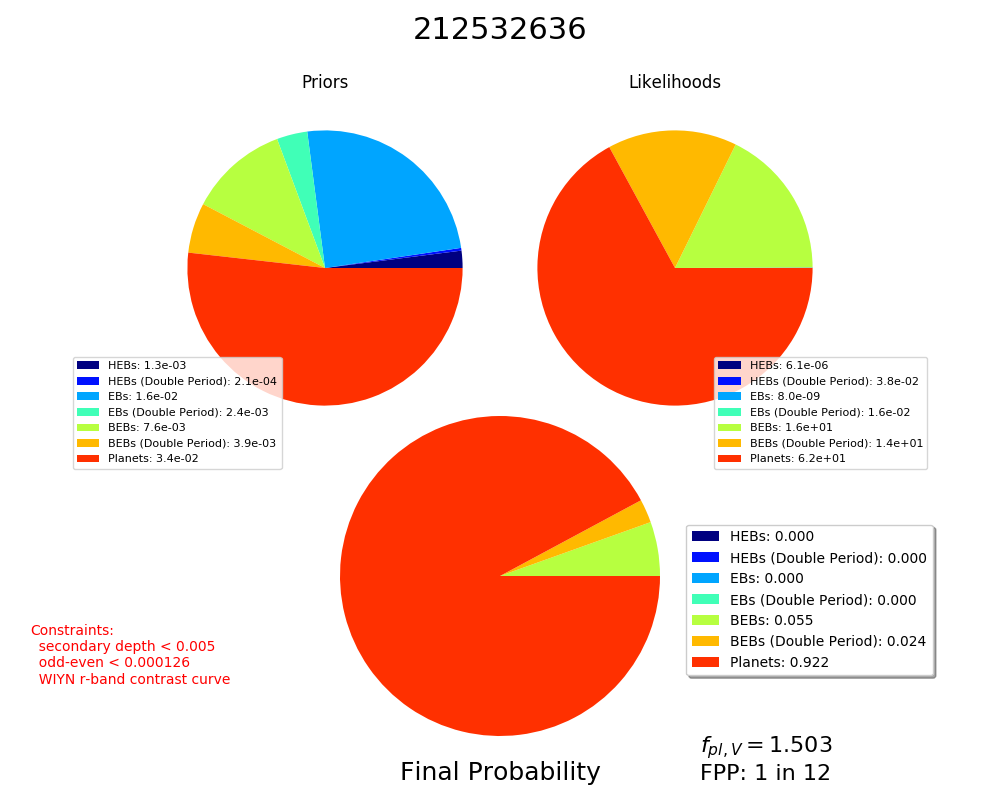 212532636
Priors
Likelihoods
HEBs: 1.3e-03
HEBs (Double Period): 2.1e-04
EBs: 1.6e-02
EBs (Double Period): 2.4e-03
BEBs: 7.6e-03
BEBs (Double Period): 3.9e-03
Planets: 3.4e-02
HEBs: 6.1e-06
HEBs (Double Period): 3.8e-02
EBs: 8.0e-09
EBs (Double Period): 1.6e-02
BEBs: 1.6e+01
BEBs (Double Period): 1.4e+01
Planets: 6.2e+01
HEBs: 0.000
HEBs (Double Period): 0.000
EBs: 0.000
EBs (Double Period): 0.000
BEBs: 0.055
BEBs (Double Period): 0.024
Planets: 0.922
Constraints:
secondary depth < 0.005
odd-even < 0.000126
WIYN r-band contrast curve
Final Probability
f_{pl, V} = 1.503
FPP: 1 in 12